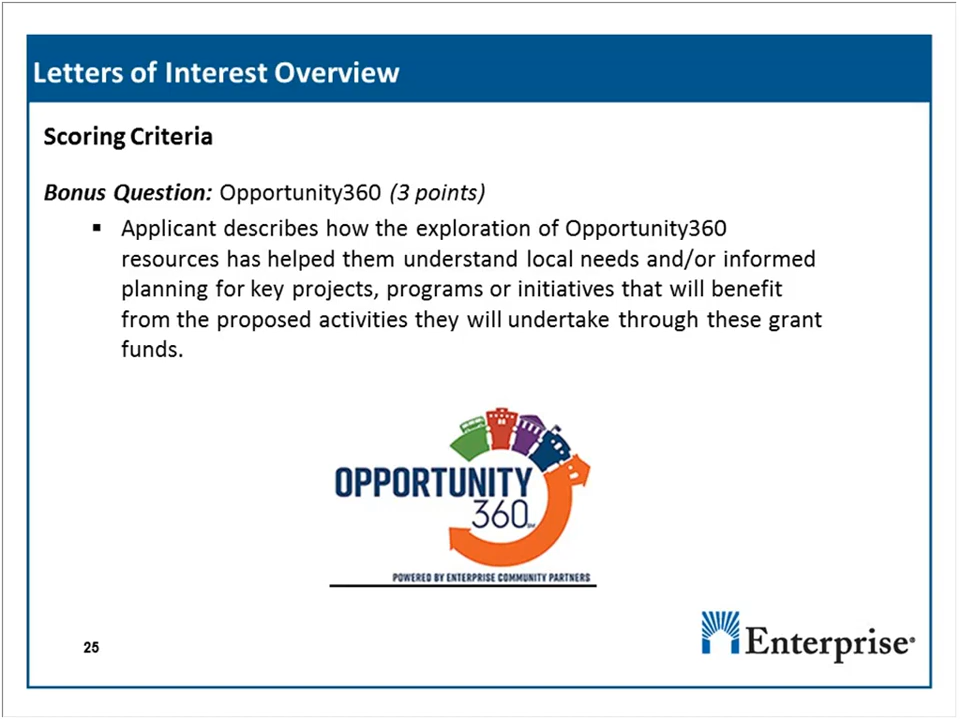 Letters of Interest Overview
Scoring Criteria
Bonus Question: Opportunity360 (3 points)
▪ Applicant describes how the exploration of Opportunity360
resources has helped them understand local needs and/or informed
planning for key projects, programs or initiatives that will benefit
from the proposed activities they will undertake through these grant
funds.
OPPORTUNITY
360
POWERED BY ENTERPRISE COMMUNITY PARTNERS
25
Enterprise®